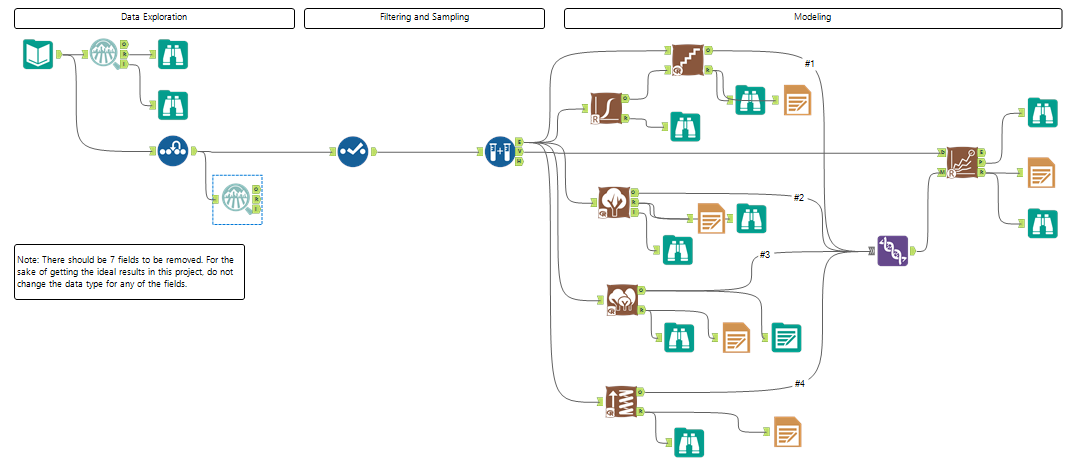 Data Exploration
Filtering and Sampling
Modeling
#1
#2
#3
#4
Note: There should be 7 fields to be removed. For the
sake of getting the ideal results in this project, do not
change the data type for any of the fields.